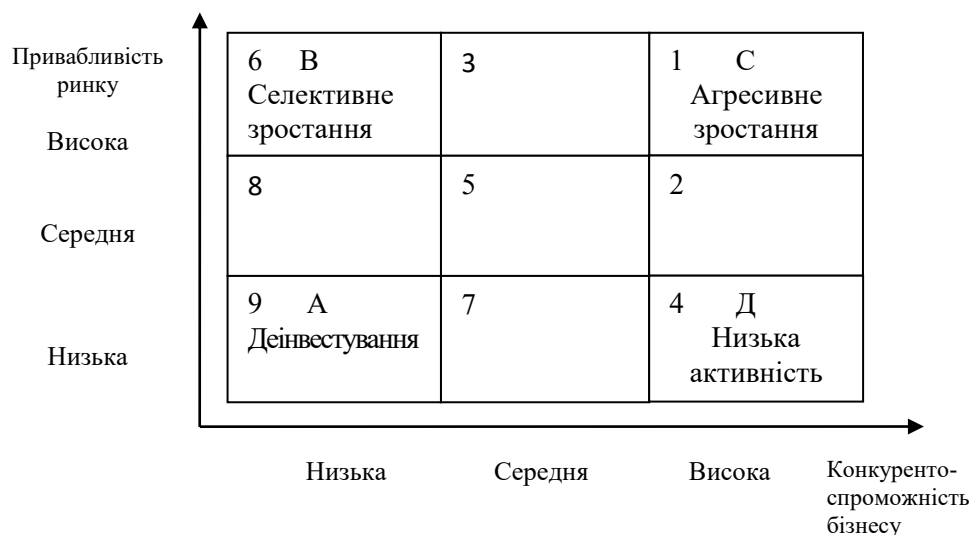 Привабливість
ринку
Висока
6 В
Селективне
зростання
3
1 С
Агресивне
зростання
Середня
8
5
2
Низька
9 А
Деінвестування
7
4 Д
Низька
активність
Низька
Середня
Висока
Конкуренто-
спроможність
бізнесу